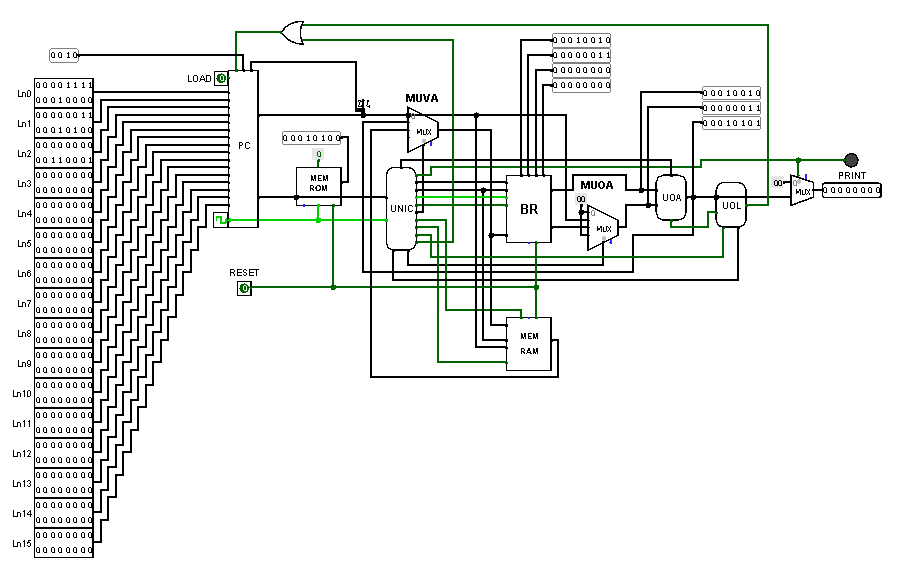 0 0 1 0
LOAD 0
0 0 0 1 0 0 1 0
0 0 0 0 0 0 1 1
0 0 0 0 0 0 0 0
0 0 0 0 0 0 0 0
Ln0
0 0 0 0 1 1 1 1
0 0 0 1 0 0 1 0
Ln1
0 0 0 0 0 0 1 1
0 0 0 1 0 1 0 0
Ln2
0 0 0 0 0 0 0 0
Ln3
0 0 0 0 0 0 0 0
0 0 0 0 0 0 0 0
Ln4
0 0 0 0 0 0 0 0
0 0 0 0 0 0 0 0
Ln5
0 0 0 0 0 0 0 0
0 0 0 0 0 0 0 0
Ln6
0 0 0 0 0 0 0 0
0 0 0 0 0 0 0 0
Ln7
0 0 0 0 0 0 0 0
0 0 0 0 0 0 0 0
Ln8
0 0 0 0 0 0 0 0
0 0 0 0 0 0 0 0
Ln9
0 0 0 0 0 0 0 0
0 0 0 0 0 0 0 0
Ln10
0 0 0 0 0 0 0 0
0 0 0 0 0 0 0 0
Ln11
0 0 0 0 0 0 0 0
0 0 0 0 0 0 0 0
Ln12
0 0 0 0 0 0 0 0
0 0 0 0 0 0 0 0
Ln13
0 0 0 0 0 0 0 0
0 0 0 0 0 0 0 0
Ln14
0 0 0 0 0 0 0 0
0 0 0 0 0 0 0 0
Ln15
0 0 0 0 0 0 0 0
0 0 0 0 0 0 0 0
PC
0 0 0 1 0 1 0 0
0
MEM
ROM
RESET 0
MUVA
MUX
UNIC
BR
MUOA
00
MUX
MEM
RAM
0 0 0 1 0 0 1 0
0 0 0 0 0 0 1 1
0 0 0 1 0 1 0 1
UOA
UOL
00
MUX
PRINT
0 0 0 0 0 0 0 0